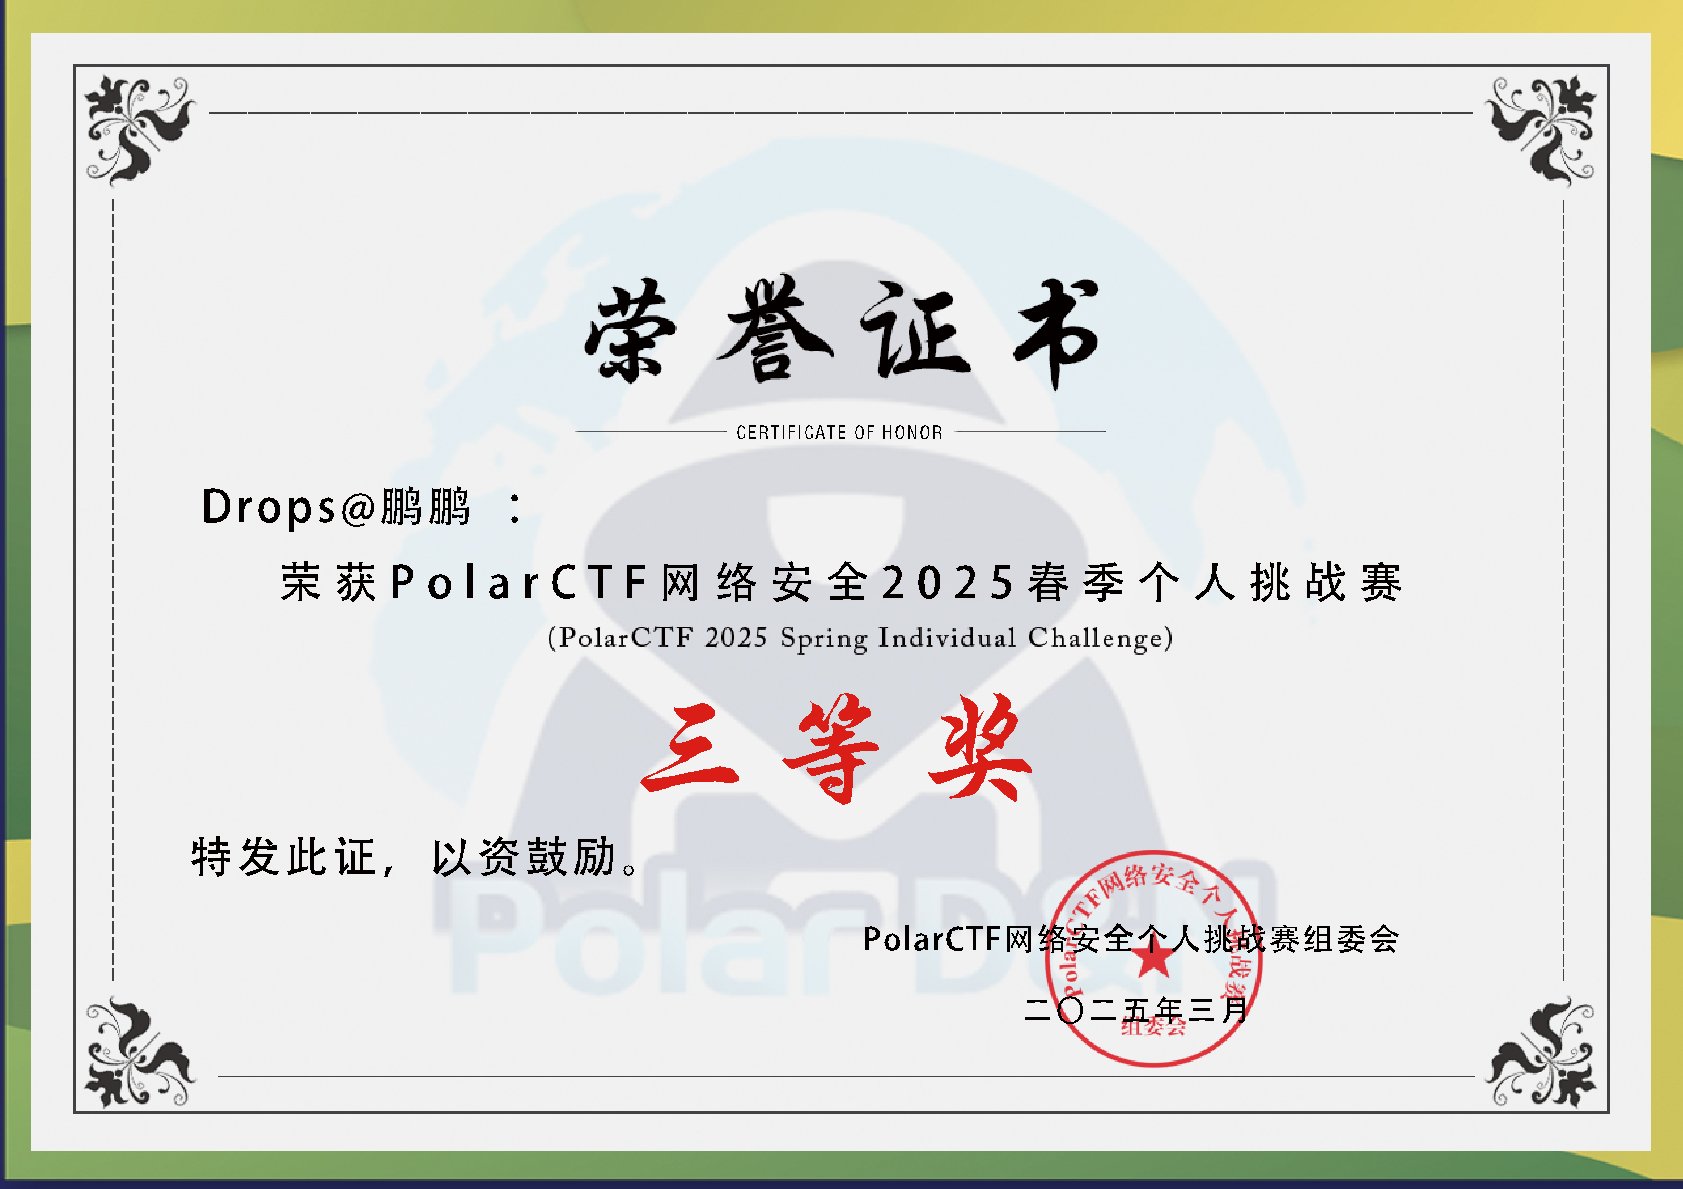 荣誉证书
CERTIFICATE OF HONOR
Drops@鹏鹏 ：
荣获PolarCTF网络安全2025春季个人挑战赛
(PolarCTF 2025 Spring Individual Challenge)
三等奖
特发此证，以资鼓励。
Polar D&N
PolarCTF网络安全个人挑战赛组委会
二〇二五年三月
PolarCTF网络安全个人挑战赛
组委会